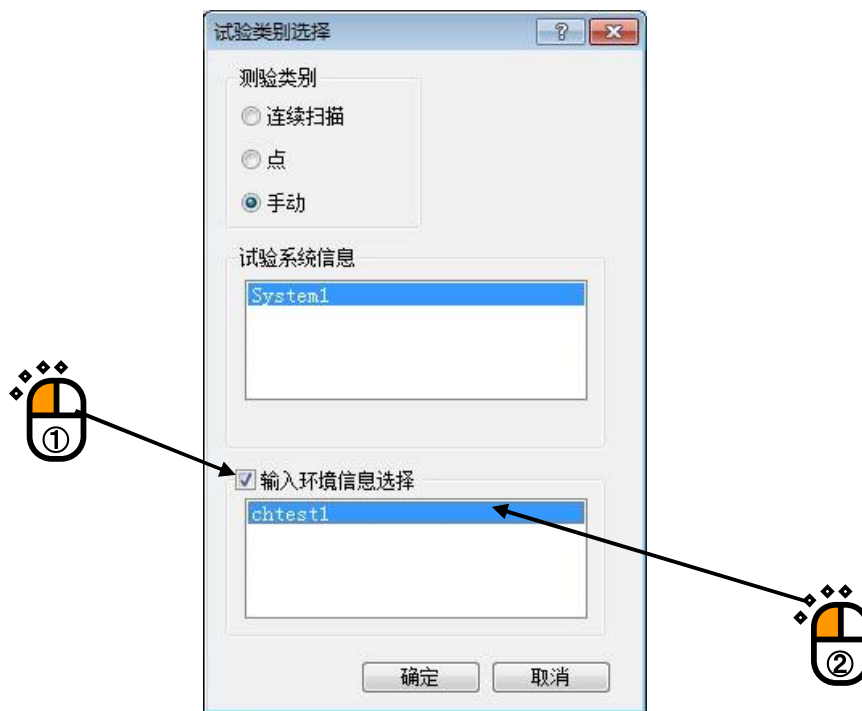 试验类别选择
测验类别
连续扫描
点
手动
试验系统信息
System1
①
输入环境信息选择
chtest1
②
确定 取消